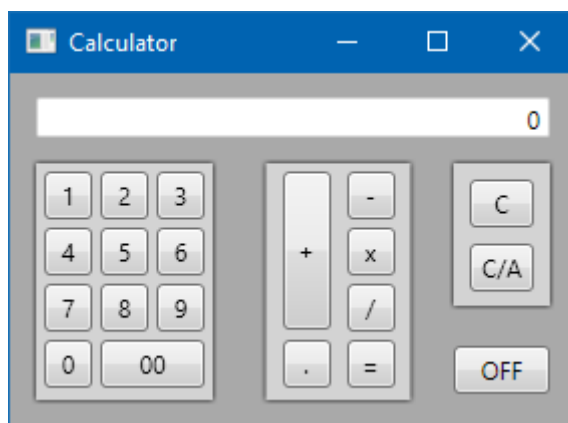 Calculator
0
1 2 3 - C
4 5 6 + x C/A
7 8 9 /
0 00 . = OFF